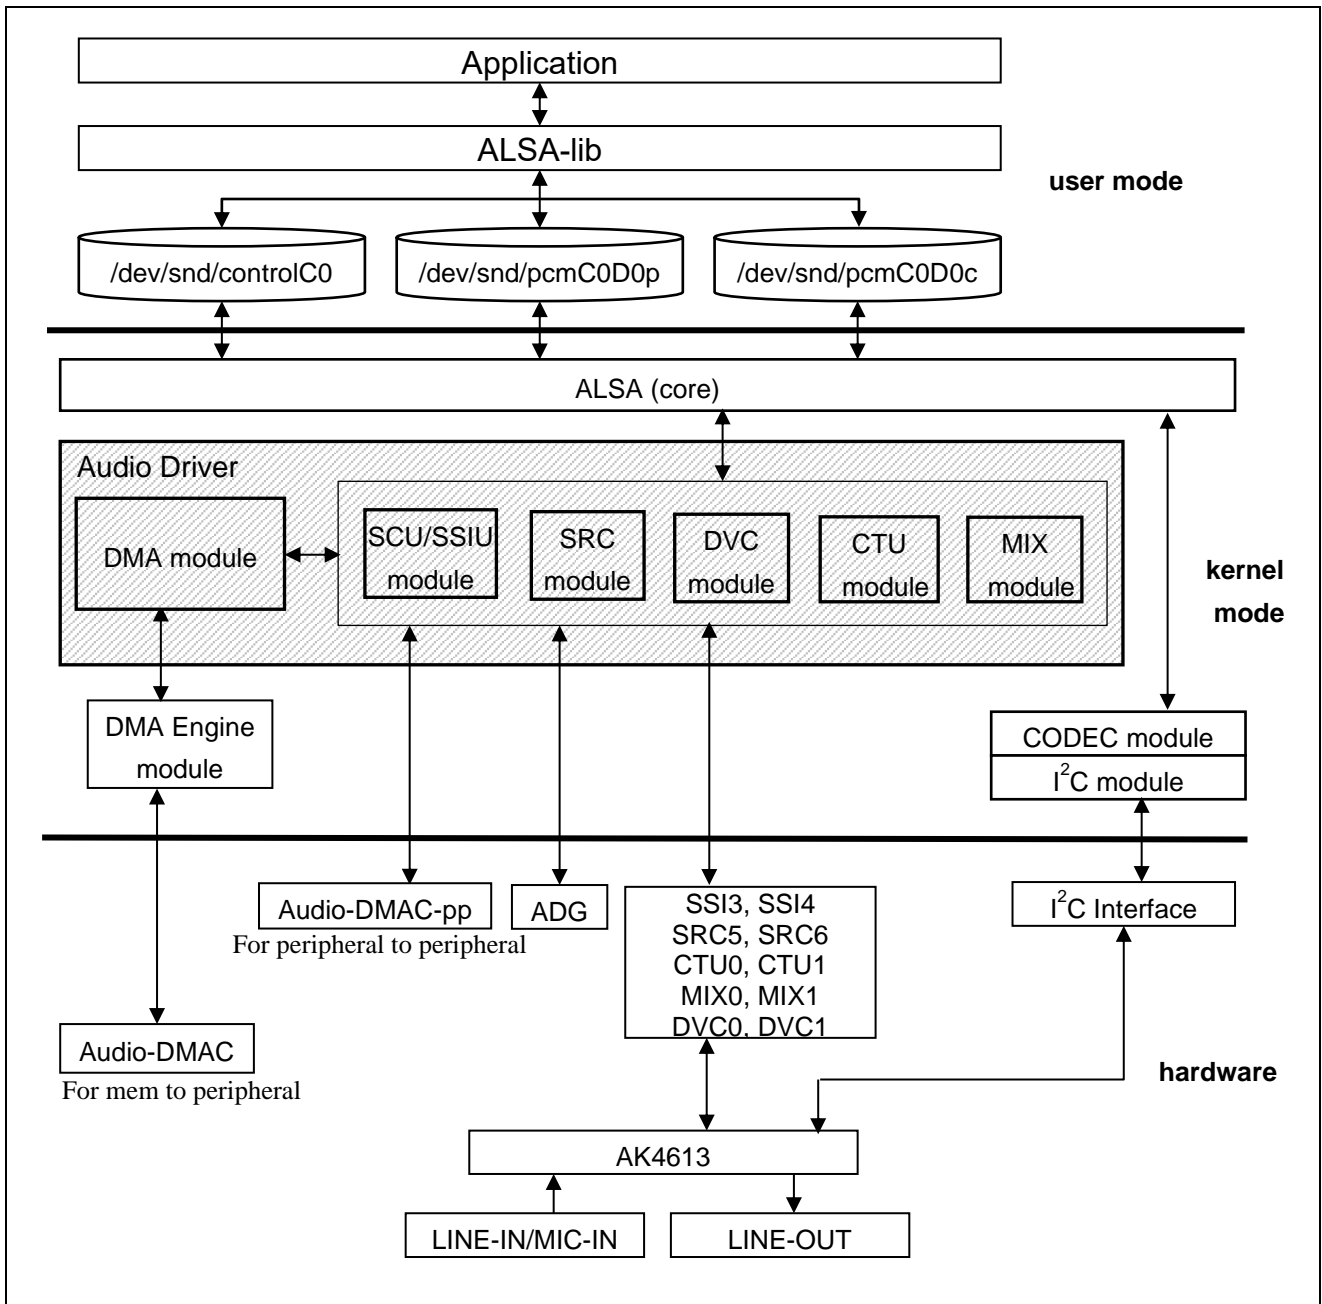 Application
ALSA-lib
user mode
/dev/snd/controlC0
/dev/snd/pcmC0D0p
/dev/snd/pcmC0D0c
ALSA (core)
Audio Driver
DMA module
SCU/SSIU
module
SRC
module
DVC
module
CTU
module
MIX
module
kernel
mode
DMA Engine
module
CODEC module
I²C module
Audio-DMAC-pp
For peripheral to peripheral
ADG
SSI3, SSI4
SRC5, SRC6
CTU0, CTU1
MIX0, MIX1
DVC0, DVC1
I²C Interface
Audio-DMAC
For mem to peripheral
hardware
AK4613
LINE-IN/MIC-IN
LINE-OUT